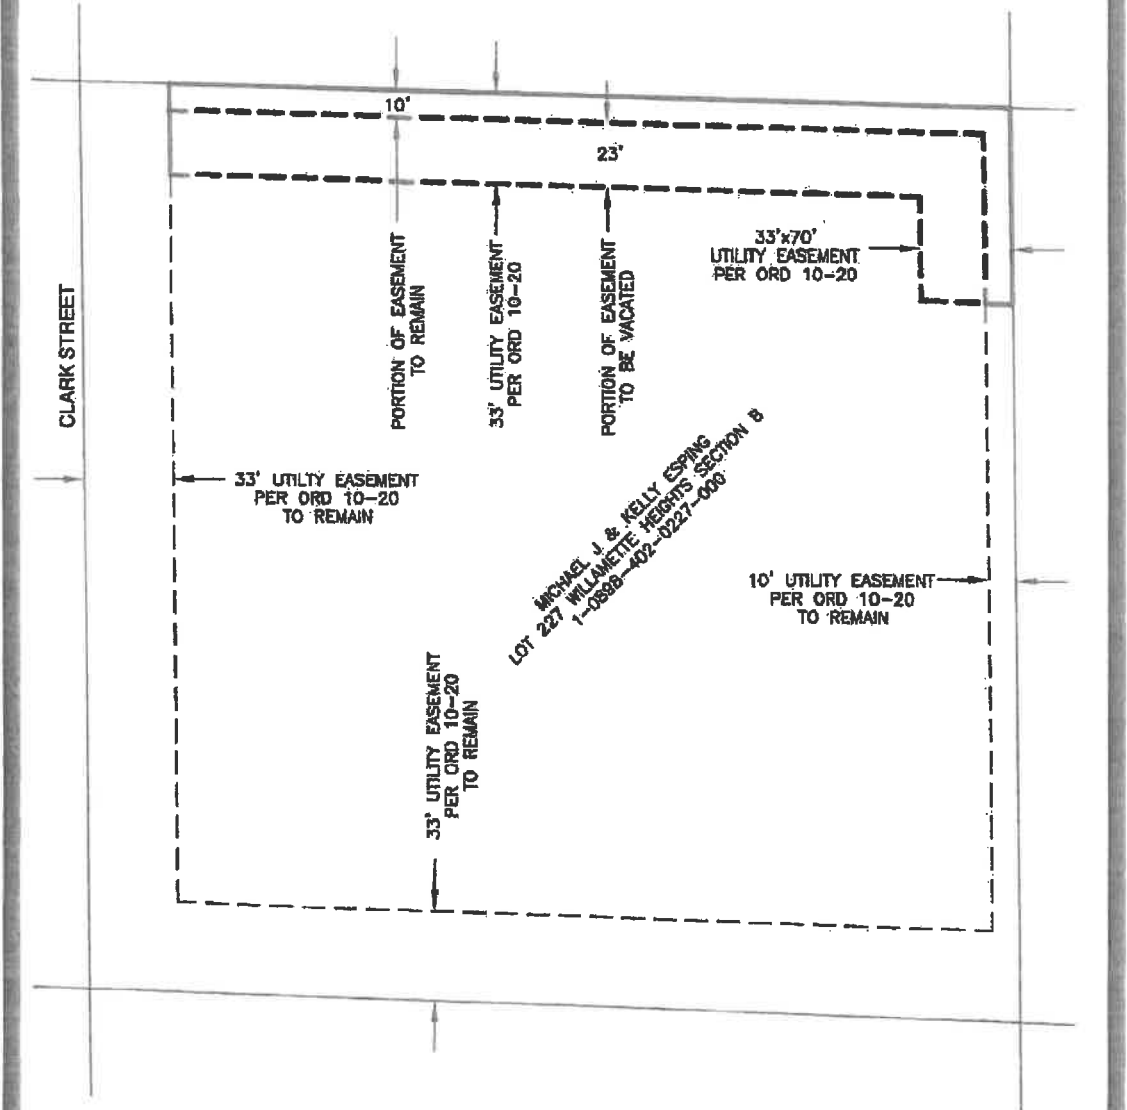 10'
23'
33'x70'
UTILITY EASEMENT
PER ORD 10-20
PORTION OF EASEMENT
TO REMAIN
33' UTILITY EASEMENT
PER ORD 10-20
PORTION OF EASEMENT
TO BE VACATED
CLARK STREET
33' UTILTY EASEMENT
PER ORD 10-20
TO REMAIN
MICHAEL J. & KELLY ESPING
LOT 227 WILLAMETTE HEIGHTS SECTION B
1-0898-402-0227-000
10' UTILITY EASEMENT
PER ORD 10-20
TO REMAIN
33' UTILITY EASEMENT
PER ORD 10-20
TO REMAIN